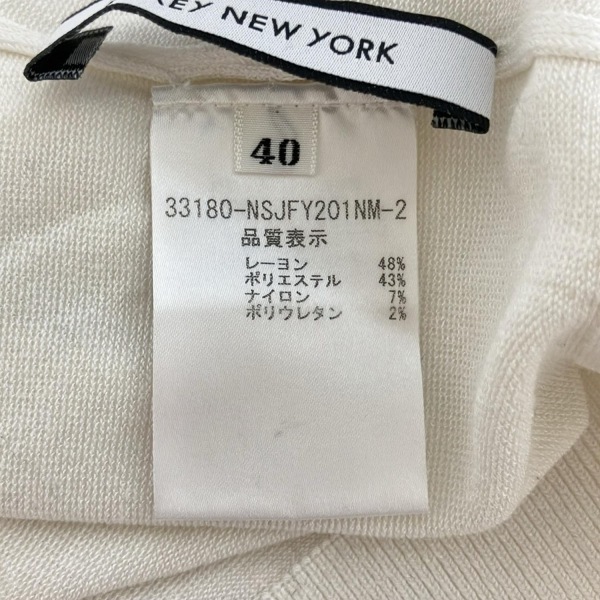 NEW YORK
40
33180-NSJFY201NM-2
品質表示
レーヨン 48%
ポリエステル 43%
ナイロン 7%
ポリウレタン 2%